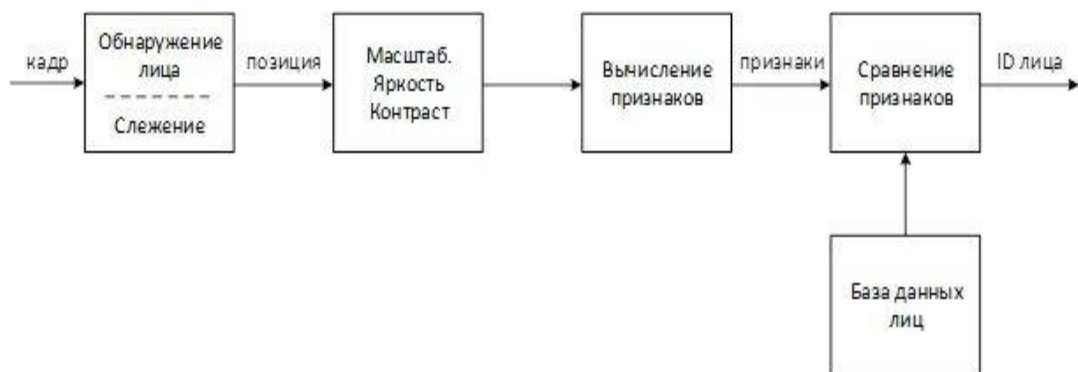 кадр
Обнаружение
лица
Слежение
позиция
Масштаб.
Яркость
Контраст
Вычисление
признаков
признаки
Сравнение
признаков
ID лица
База данных
лиц